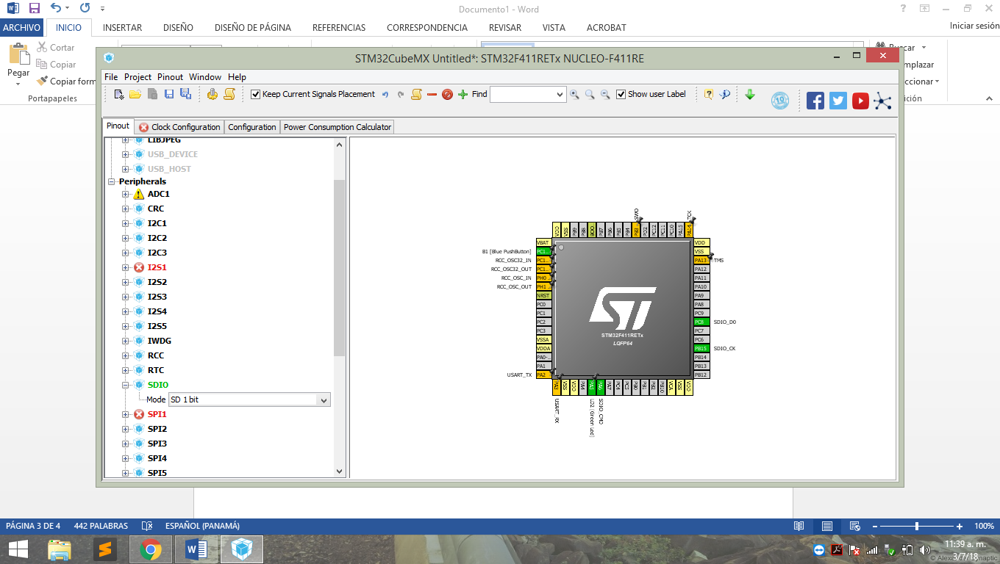 Documento1 - Word
ARCHIVO INICIO INSERTAR DISEÑO DISEÑO DE PÁGINA REFERENCIAS CORRESPONDENCIA REVISAR VISTA ACROBAT Iniciar sesión
Pegar
Cortar
Copiar
Copiar form
Portapapeles
Buscar
mplazar
ccionar
ición
STM32CubeMX Untitled*: STM32F411RETx NUCLEO-F411RE
File Project Pinout Window Help
Keep Current Signals Placement Find Show user Label
Pinout Clock Configuration Configuration Power Consumption Calculator
LIBJPEG
USB_DEVICE
USB_HOST
Peripherals
ADC1
CRC
I2C1
I2C2
I2C3
I2S1
I2S2
I2S3
I2S4
I2S5
IWDG
RCC
RTC
SDIO
Mode SD 1 bit
SPI1
SPI2
SPI3
SPI4
SPI5
SWO TCK
VDD VSS PB9 PB8 BOO PB7 PB6 PB5 PB4 PB3 PD2 PC12 PC11 PC10 PA15 PA14
VBAT VDD
B1 [Blue PushButton] PC1.. VSS
RCC_OSC32_IN PC1.. PA13 TMS
RCC_OSC32_OUT PC1.. PA12
RCC_OSC_IN PH0 .. PA11
RCC_OSC_OUT PH1 .. PA10
NRST PA9
PC0 PA8
PC1 PC9
PC2 PC8 SDIO_D0
PC3 PC7
VSSA PC6
VDDA PB15 SDIO_CK
PA0-.. PB14
PA1 PB13
USART_TX PA2 PB12
STM32F411RETx
LQFP64
PA3 VSS VDD PA4 PA5 PA6 PA7 PC4 PC5 PB0 PB1 PB2 PB10 VCA.. VSS VDD
USART_RX LD2 [Green Led] SDIO_CMD
PÁGINA 3 DE 4 442 PALABRAS ESPAÑOL (PANAMÁ) 100%
11:39 a. m.
3/7/18